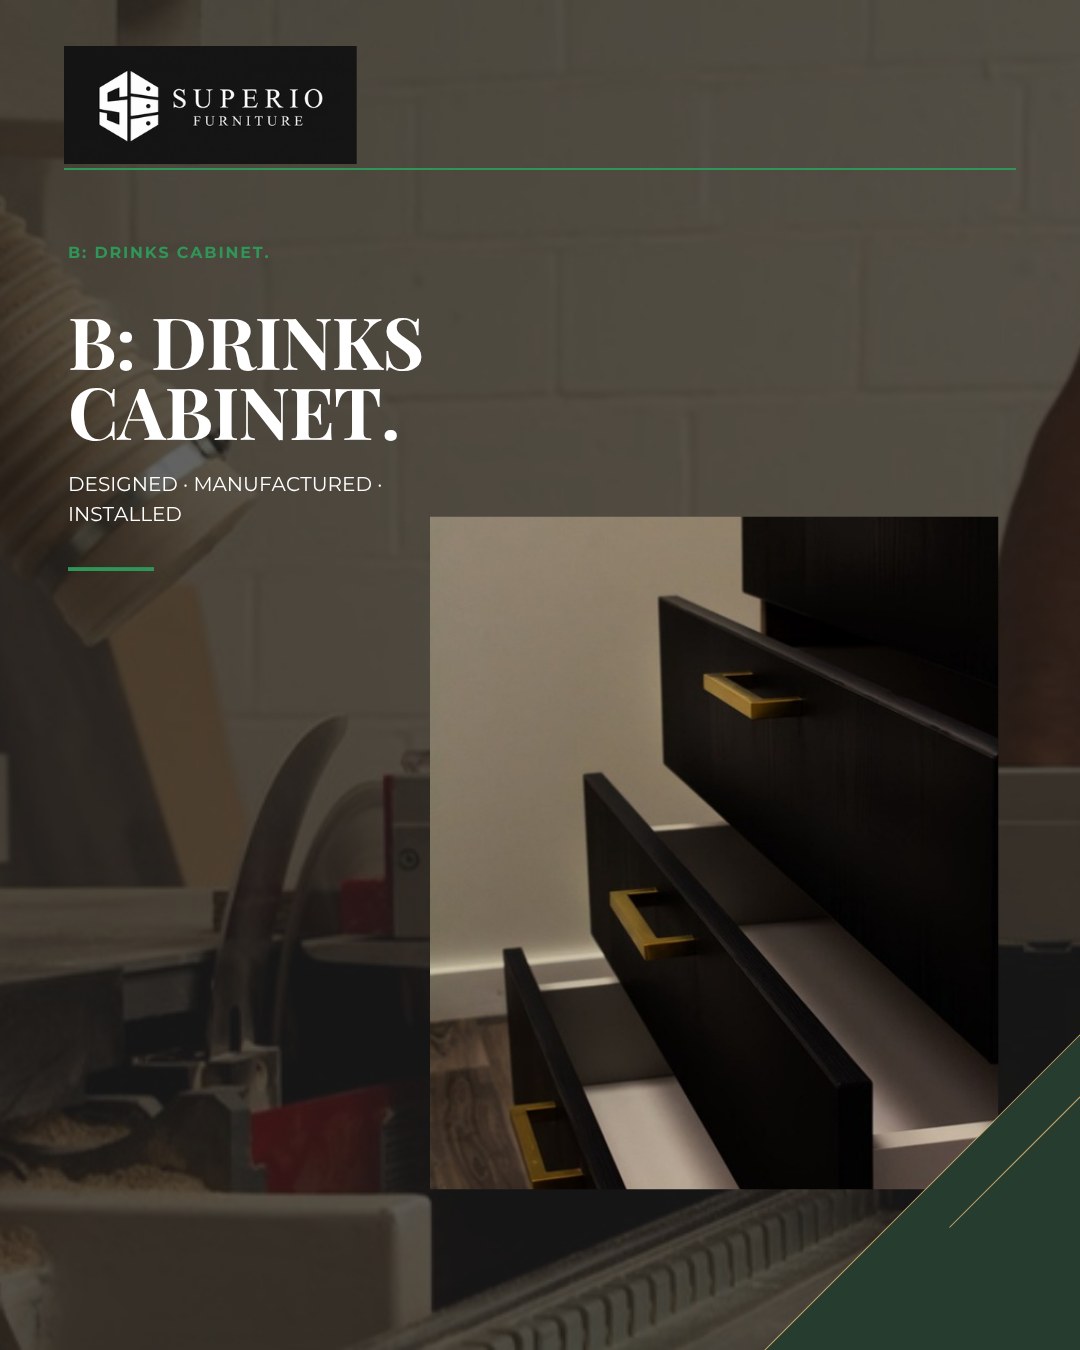 SUPERIO
FURNITURE
B: DRINKS CABINET.
B: DRINKS
CABINET.
DESIGNED · MANUFACTURED ·
INSTALLED